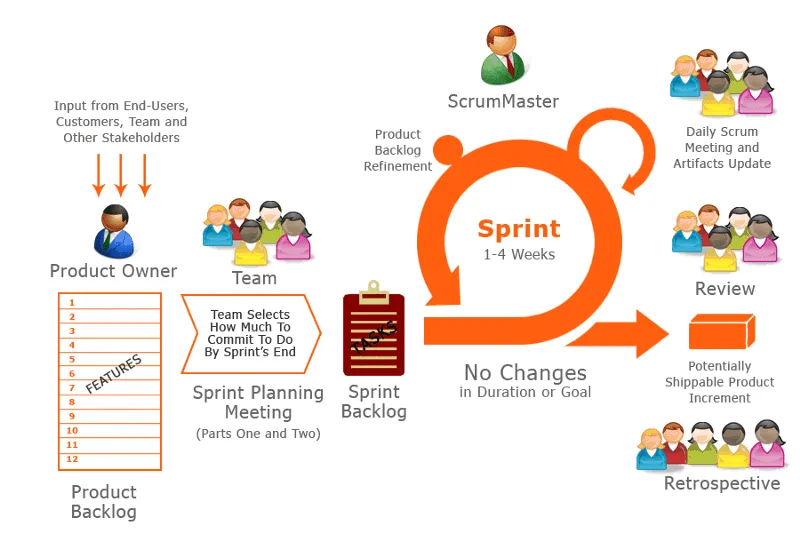 Input from End-Users,
Customers, Team and
Other Stakeholders
Product Owner
1
2
3
4
5
6
7
8
9
10
11
12
FEATURES
Product
Backlog
Team
Team Selects
How Much To
Commit To Do
By Sprint's End
Sprint Planning
Meeting
(Parts One and Two)
TASKS
Sprint
Backlog
ScrumMaster
Product
Backlog
Refinement
Sprint
1-4 Weeks
No Changes
in Duration or Goal
Daily Scrum
Meeting and
Artifacts Update
Review
Potentially
Shippable Product
Increment
Retrospective